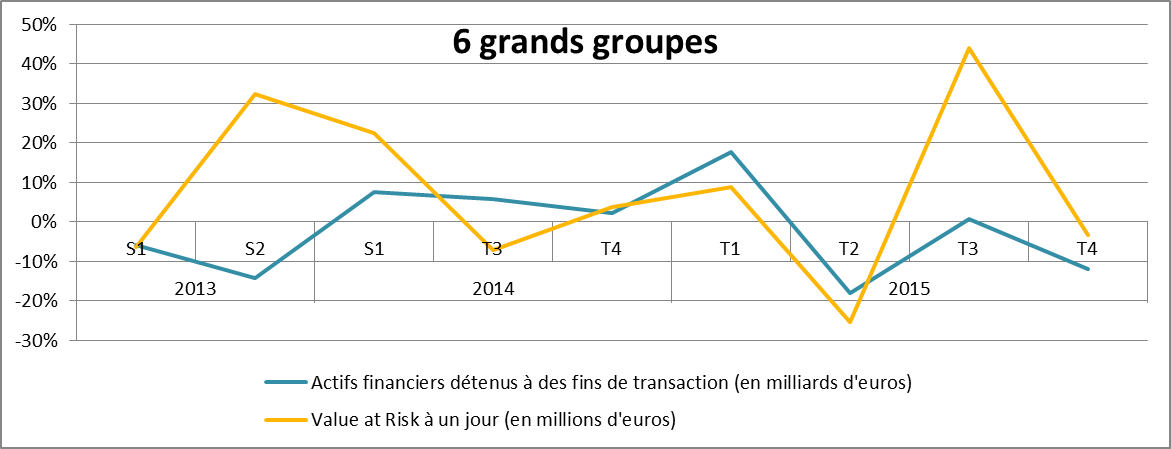 6 grands groupes
50%
40%
30%
20%
10%
0%
-10%
-20%
-30%
S1 S2 S1 T3 T4 T1 T2 T3 T4
2013 2014 2015
Actifs financiers détenus à des fins de transaction (en milliards d'euros)
Value at Risk à un jour (en millions d'euros)